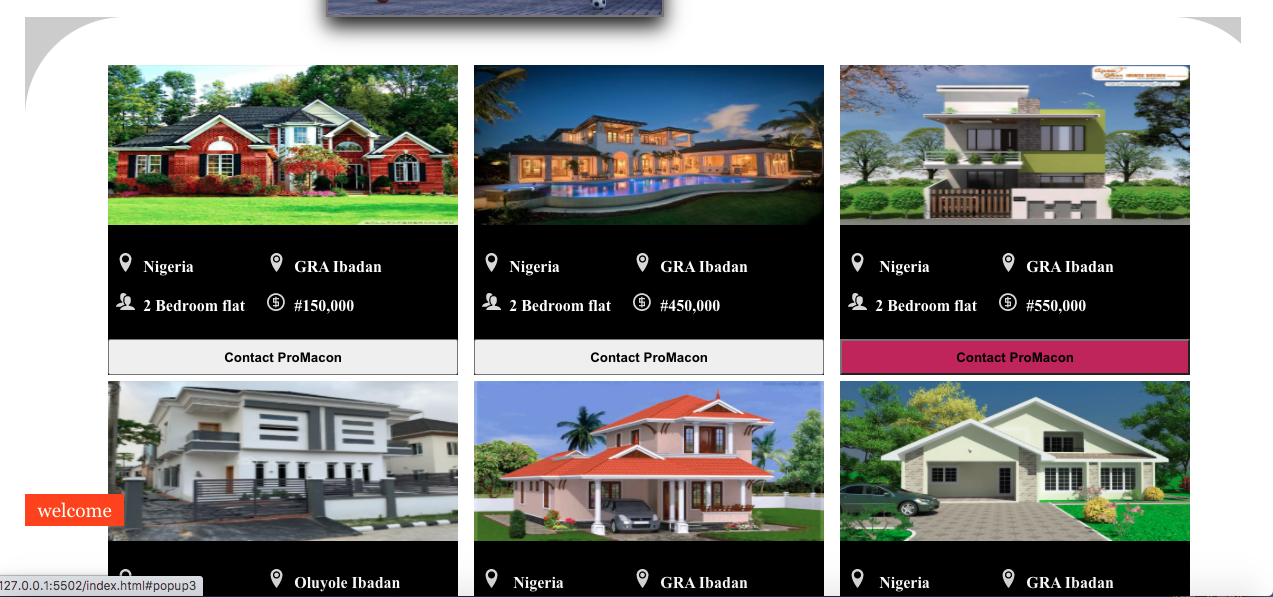 Nigeria GRA Ibadan
2 Bedroom flat #150,000
Contact ProMacon
Nigeria GRA Ibadan
2 Bedroom flat #450,000
Contact ProMacon
Nigeria GRA Ibadan
2 Bedroom flat #550,000
Contact ProMacon
welcome
Oluyole Ibadan
Nigeria GRA Ibadan
Nigeria GRA Ibadan
127.0.0.1:5502/index.html#popup3